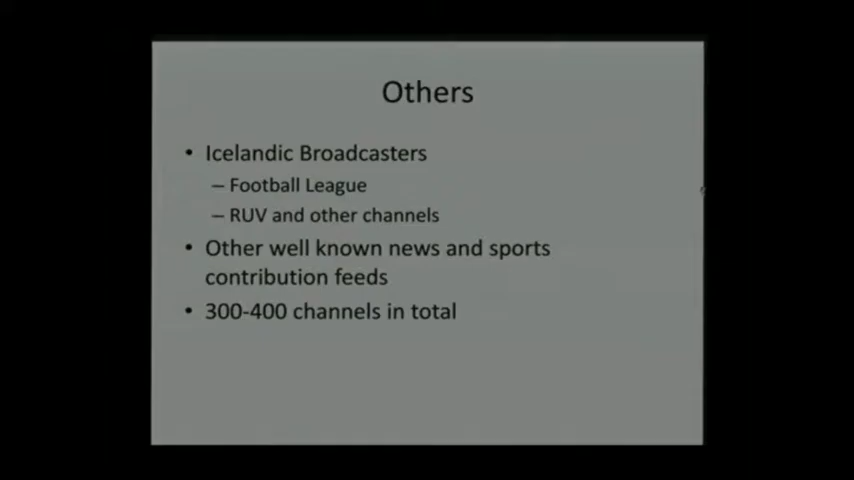 Others
• Icelandic Broadcasters
– Football League
– RUV and other channels
• Other well known news and sports
contribution feeds
• 300-400 channels in total